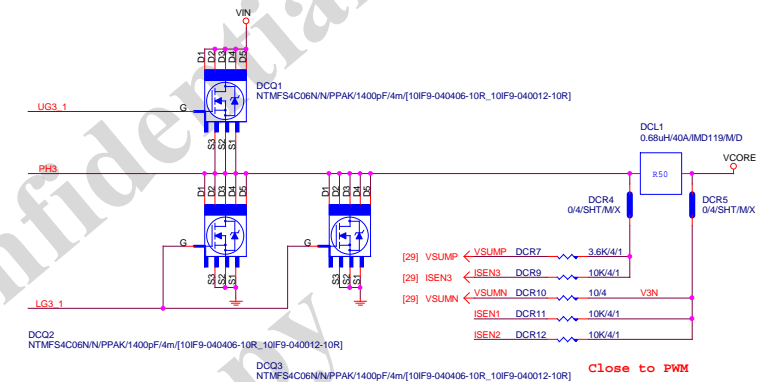 VIN
D1 D2 D3 D4 D5
DCQ1
NTMFS4C06N/N/PPAK/1400pF/4m/[10IF9-040406-10R_10IF9-040012-10R]
UG3_1
G
S3 S2 S1
DCL1
0.68uH/40A/IMD119/M/D
VCORE
PH3
R50
D1 D2 D3 D4 D5
D1 D2 D3 D4 D5
DCR4
0/4/SHT/M/X
DCR5
0/4/SHT/M/X
G
G
S3 S2 S1
S3 S2 S1
[29] VSUMP VSUMP DCR7 3.6K/4/1
[29] ISEN3 ISEN3 DCR9 10K/4/1
[29] VSUMN VSUMN DCR10 10/4 V3N
LG3_1
ISEN1 DCR11 10K/4/1
ISEN2 DCR12 10K/4/1
DCQ2
NTMFS4C06N/N/PPAK/1400pF/4m/[10IF9-040406-10R_10IF9-040012-10R]
DCQ3
NTMFS4C06N/N/PPAK/1400pF/4m/[10IF9-040406-10R_10IF9-040012-10R]
Close to PWM
nfidential
py